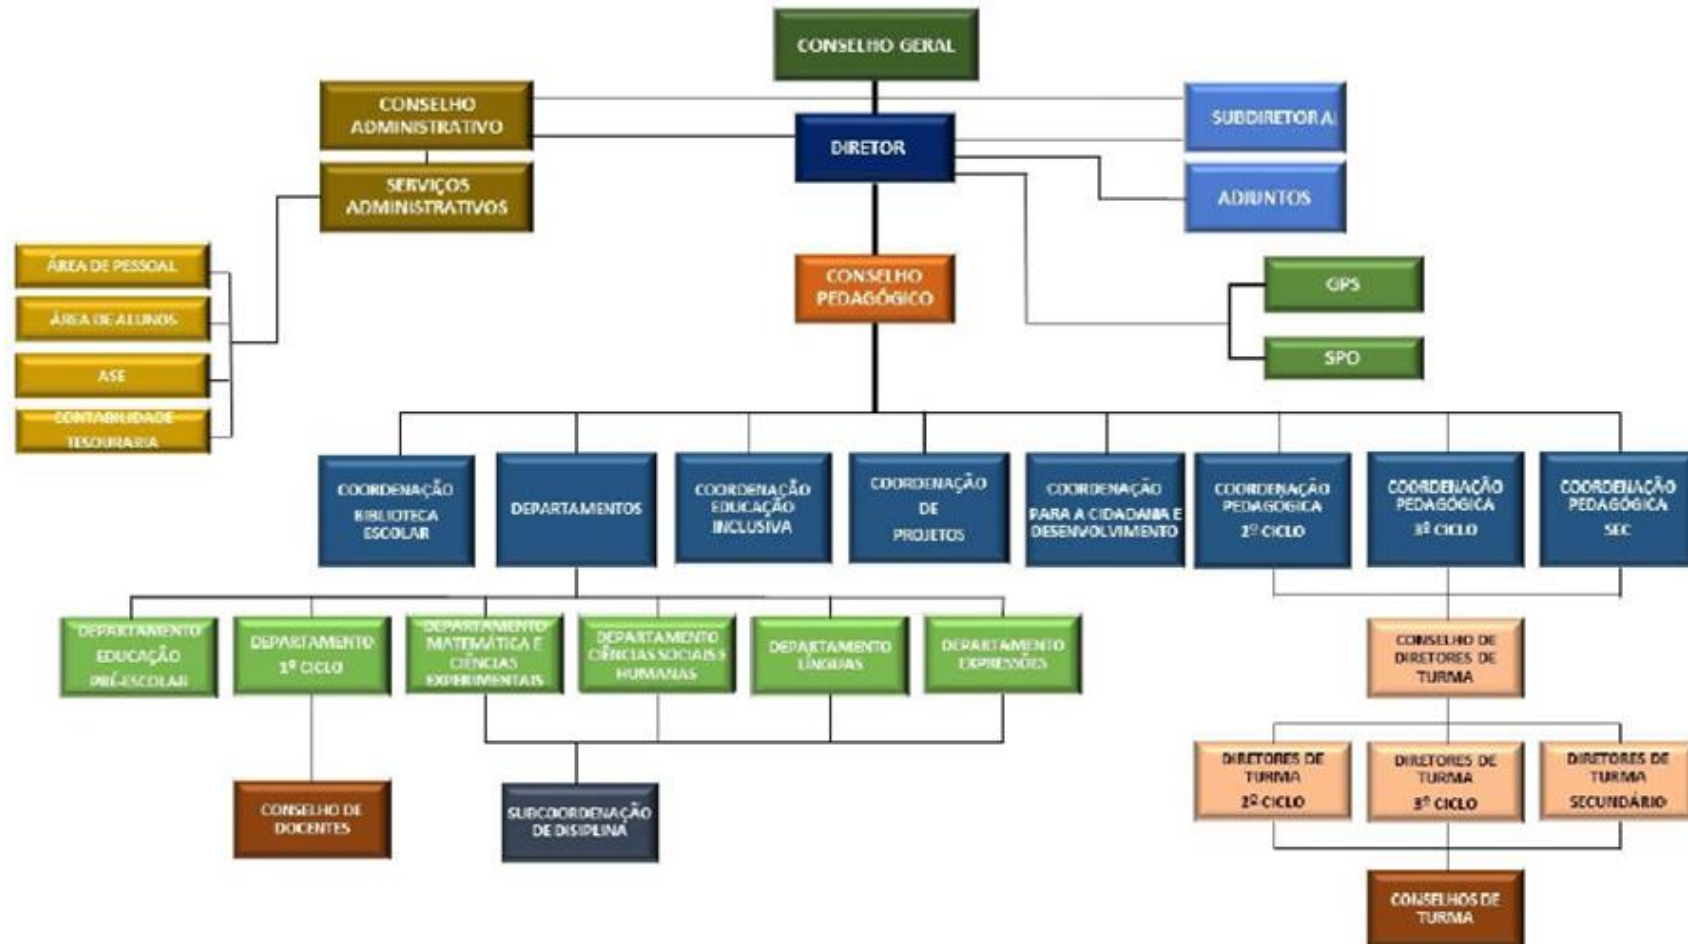 CONSELHO GERAL
CONSELHO
ADMINISTRATIVO
SUBDIRETOR A
DIRETOR
SERVIÇOS
ADMINISTRATIVOS
ADJUNTOS
ÁREA DE PESSOAL
CONSELHO
PEDAGÓGICO
GPS
ÁREA DE ALUNOS
SPO
ASE
CONTABILIDADE
TESOURARIA
COORDENAÇÃO
BIBLIOTECA
ESCOLAR
DEPARTAMENTOS
COORDENAÇÃO
EDUCAÇÃO
INCLUSIVA
COORDENAÇÃO
DE
PROJETOS
COORDENAÇÃO
PARA A CIDADANIA E
DESENVOLVIMENTO
COORDENAÇÃO
PEDAGÓGICA
2º CICLO
COORDENAÇÃO
PEDAGÓGICA
3º CICLO
COORDENAÇÃO
PEDAGÓGICA
SEC
DEPARTAMENTO
EDUCAÇÃO
PRÉ-ESCOLAR
DEPARTAMENTO
1º CICLO
DEPARTAMENTO
MATEMÁTICA E
CIÊNCIAS
EXPERIMENTAIS
DEPARTAMENTO
CIÊNCIAS SOCIAIS E
HUMANAS
DEPARTAMENTO
LÍNGUAS
DEPARTAMENTO
EXPRESSÕES
CONSELHO DE
DIRETORES DE
TURMA
DIRETORES DE
TURMA
2º CICLO
DIRETORES DE
TURMA
3º CICLO
DIRETORES DE
TURMA
SECUNDÁRIO
CONSELHO DE
DOCENTES
SUBCOORDENAÇÃO
DE DISIPLINA
CONSELHOS DE
TURMA